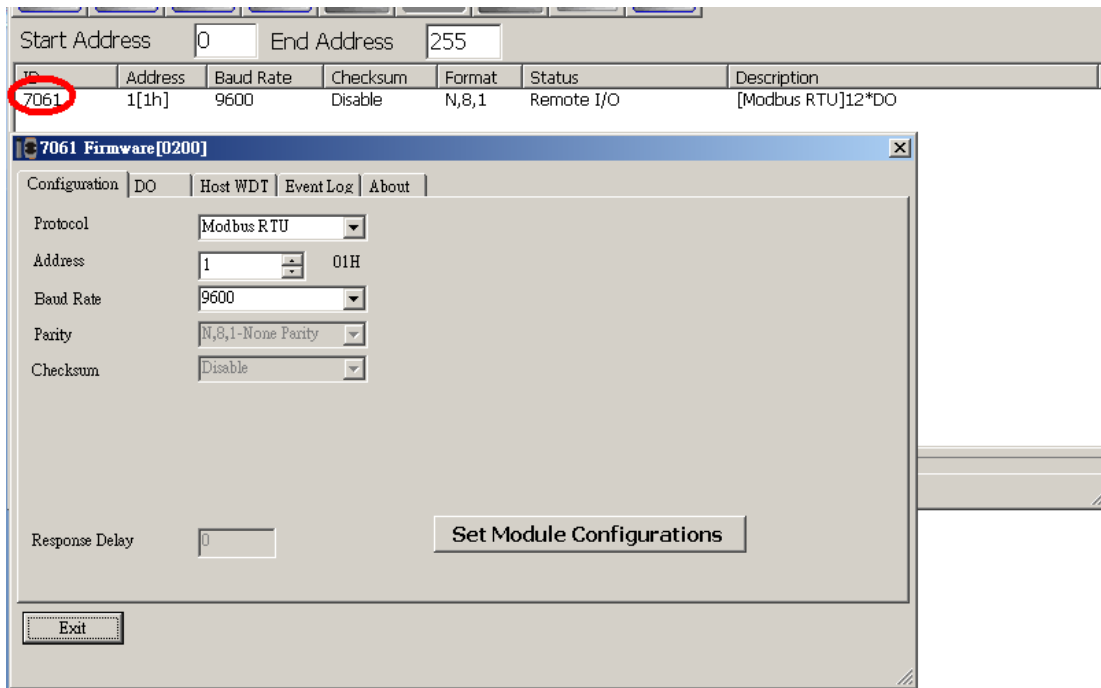 Start Address 0 End Address 255
ID Address Baud Rate Checksum Format Status Description
7061 1[1h] 9600 Disable N,8,1 Remote I/O [Modbus RTU]12*DO
7061 Firmware[0200]
Configuration DO Host WDT Event Log About
Protocol Modbus RTU
Address 1 01H
Baud Rate 9600
Parity N,8,1-None Parity
Checksum Disable
Response Delay 0 Set Module Configurations
Exit